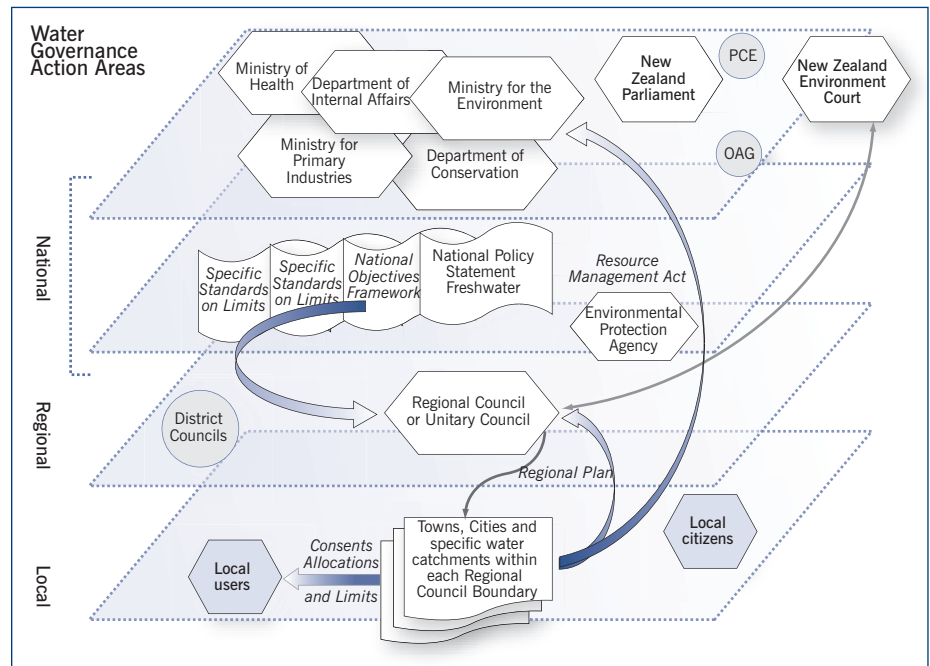 Water
Governance
Action Areas
Ministry of
Health
Department of
Internal Affairs
Ministry for the
Environment
New
Zealand
Parliament
PCE
New Zealand
Environment
Court
Ministry for
Primary
Industries
Department of
Conservation
OAG
National
Specific
Standards
on Limits
Specific
Standards
on Limits
National
Objectives
Framework
National Policy
Statement
Freshwater
Resource
Management Act
Environmental
Protection
Agency
Regional
District
Councils
Regional Council
or Unitary Council
Regional Plan
Local
Local
users
Consents
Allocations
and Limits
Towns, Cities and
specific water
catchments within
each Regional
Council Boundary
Local
citizens